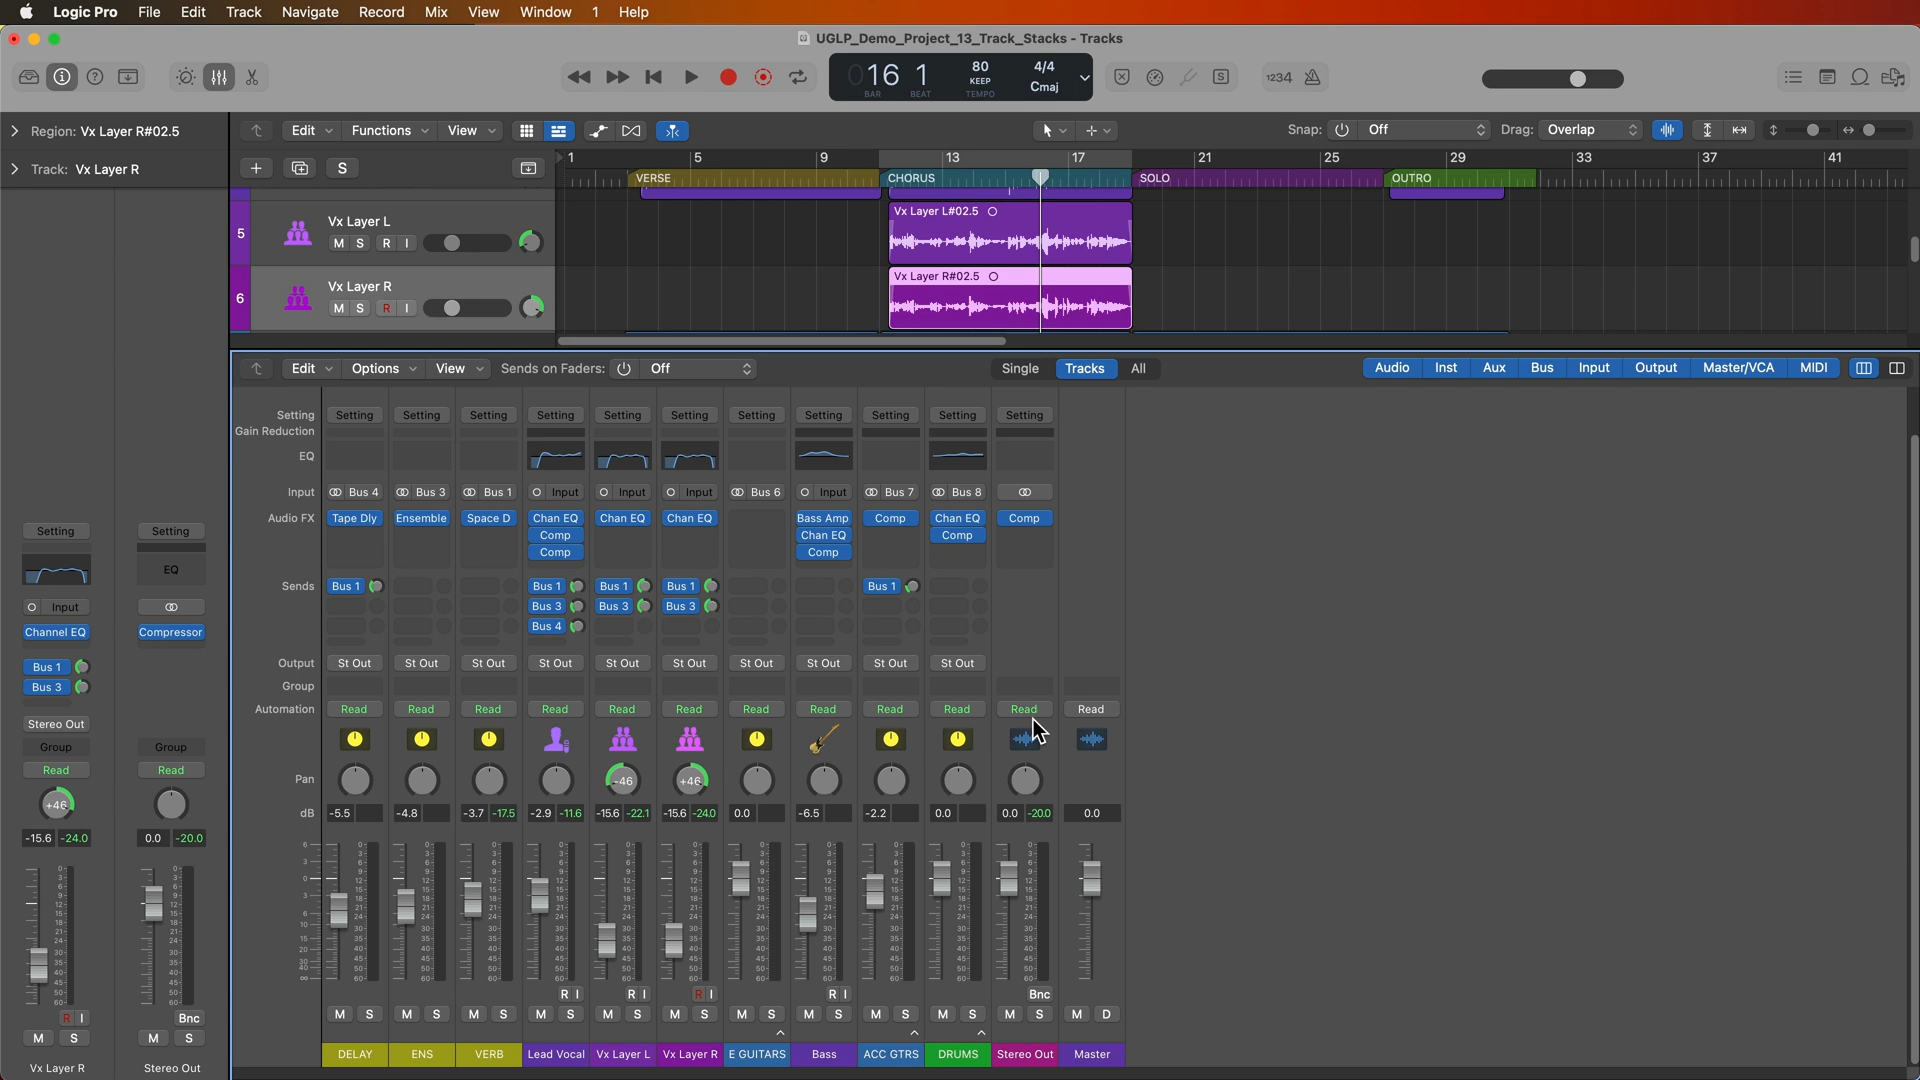 Logic Pro File Edit Track Navigate Record Mix View Window 1 Help
UGLP_Demo_Project_13_Track_Stacks - Tracks
016 1 80 4/4
KEEP Cmaj
BAR BEAT TEMPO
1234
Region: Vx Layer R#02.5
Edit Functions View Snap: Off Drag: Overlap
Track: Vx Layer R
S
1 5 9 13 17 21 25 29 33 37 41
VERSE CHORUS SOLO OUTRO
5 Vx Layer L
M S R I
Vx Layer L#02.5
6 Vx Layer R
M S R I
Vx Layer R#02.5
Edit Options View Sends on Faders: Off Single Tracks All Audio Inst Aux Bus Input Output Master/VCA MIDI
Setting Setting Setting Setting Setting Setting Setting Setting Setting Setting Setting Setting
Gain Reduction
EQ
Input Bus 4 Bus 3 Bus 1 Input Input Input Bus 6 Input Bus 7 Bus 8
Audio FX Tape Dly Ensemble Space D Chan EQ Chan EQ Chan EQ Bass Amp Comp Chan EQ Comp
Comp Chan EQ Comp
Comp Comp
Sends Bus 1 Bus 1 Bus 1 Bus 1 Bus 1
Bus 3 Bus 3 Bus 3
Bus 4
Output St Out St Out St Out St Out St Out St Out St Out St Out St Out St Out
Group
Automation Read Read Read Read Read Read Read Read Read Read Read Read
Pan -46 +46
dB -5.5 -4.8 -3.7 -17.5 -2.9 -11.6 -15.6 -22.1 -15.6 -24.0 0.0 -6.5 -2.2 0.0 0.0 -20.0 0.0
R I R I R I R I Bnc
M S M S M S M S M S M S M S M S M S M S M S M D
DELAY ENS VERB Lead Vocal Vx Layer L Vx Layer R E GUITARS Bass ACC GTRS DRUMS Stereo Out Master
Setting Setting
EQ
Input
Channel EQ Compressor
Bus 1
Bus 3
Stereo Out
Group Group
Read Read
+46
-15.6 -24.0 0.0 -20.0
R I Bnc
M S M S
Vx Layer R Stereo Out